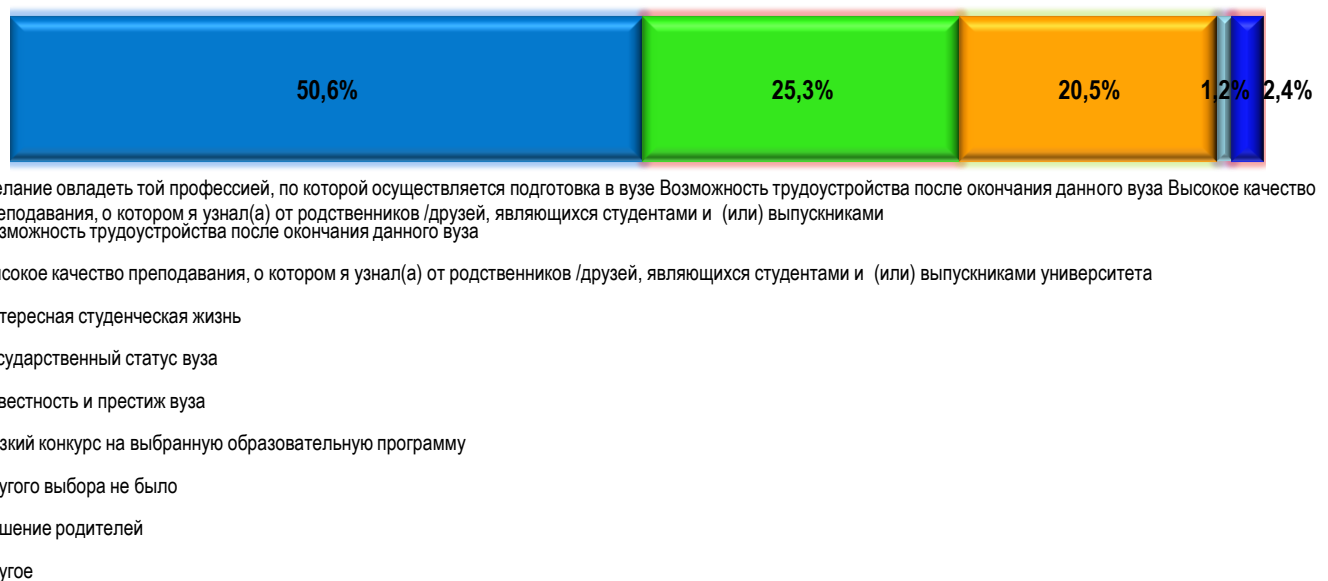 50,6% 25,3% 20,5% 1,2% 2,4%
елание овладеть той профессией, по которой осуществляется подготовка в вузе Возможность трудоустройства после окончания данного вуза Высокое качество
еподавания, о котором я узнал(а) от родственников /друзей, являющихся студентами и (или) выпускниками
зможность трудоустройства после окончания данного вуза
ысокое качество преподавания, о котором я узнал(а) от родственников /друзей, являющихся студентами и (или) выпускниками университета
тересная студенческая жизнь
сударственный статус вуза
вестность и престиж вуза
зкий конкурс на выбранную образовательную программу
угого выбора не было
шение родителей
угое